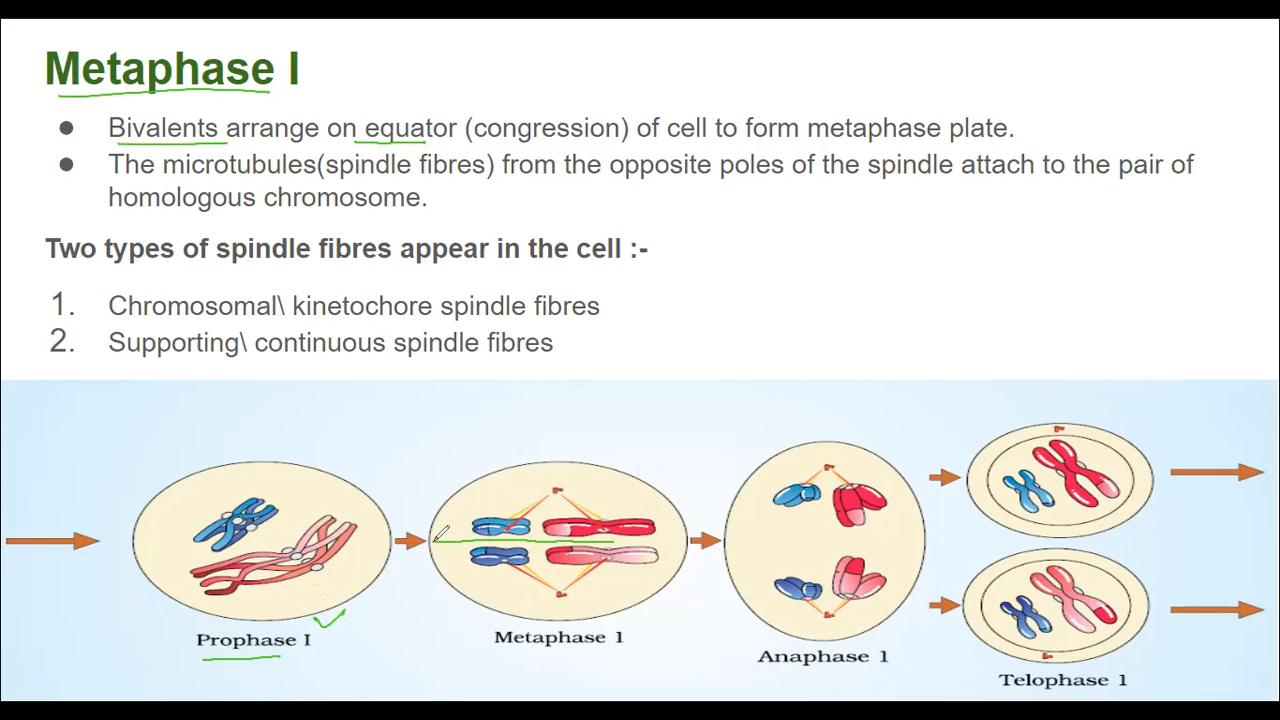 Metaphase I
● Bivalents arrange on equator (congression) of cell to form metaphase plate.
● The microtubules(spindle fibres) from the opposite poles of the spindle attach to the pair of
homologous chromosome.
Two types of spindle fibres appear in the cell :-
1. Chromosomal\ kinetochore spindle fibres
2. Supporting\ continuous spindle fibres
Prophase I
Metaphase 1
Anaphase 1
Telophase 1